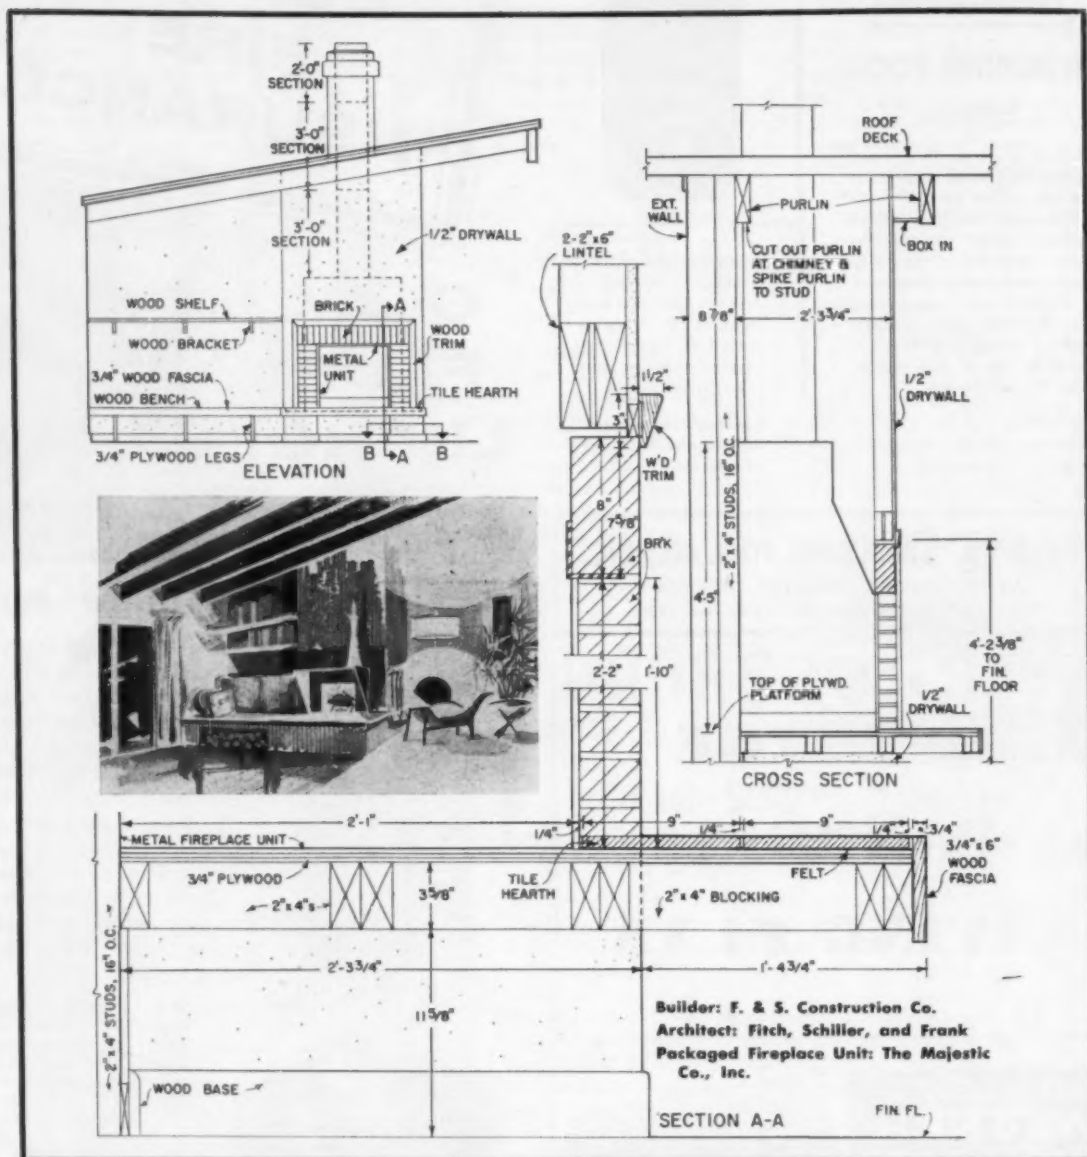 2'-0"
SECTION
3'-0"
SECTION
3'-0"
SECTION
1/2" DRYWALL
WOOD SHELF
WOOD BRACKET
BRICK
A
METAL
UNIT
WOOD
TRIM
3/4" WOOD FASCIA
WOOD BENCH
TILE HEARTH
3/4" PLYWOOD LEGS
B
A
B
ELEVATION
2-2"x6"
LINTEL
1 1/2"
3"
W'D
TRIM
8"
7 5/8"
BR'K
2'-2"
1'-10"
ROOF
DECK
EXT.
WALL
PURLIN
BOX IN
CUT OUT PURLIN
AT CHIMNEY &
SPIKE PURLIN
TO STUD
8 7/8"
2'-3 3/4"
1/2"
DRYWALL
2"x4" STUDS, 16" O.C.
4'-5"
TOP OF PLYWD.
PLATFORM
4'-2 3/8"
TO
FIN.
FLOOR
1/2"
DRYWALL
CROSS SECTION
2'-1"
1/4"
9"
1/4"
9"
1/4"
3/4"
METAL FIREPLACE UNIT
3/4" PLYWOOD
TILE
HEARTH
FELT
3/4"x6"
WOOD
FASCIA
2"x4"s
3 5/8"
2"x4" BLOCKING
2"x4" STUDS, 16" O.C.
2'-3 3/4"
1'-4 3/4"
11 5/8"
WOOD BASE
Builder: F. & S. Construction Co.
Architect: Fitch, Schiller, and Frank
Packaged Fireplace Unit: The Majestic
Co., Inc.
SECTION A-A
FIN. FL.